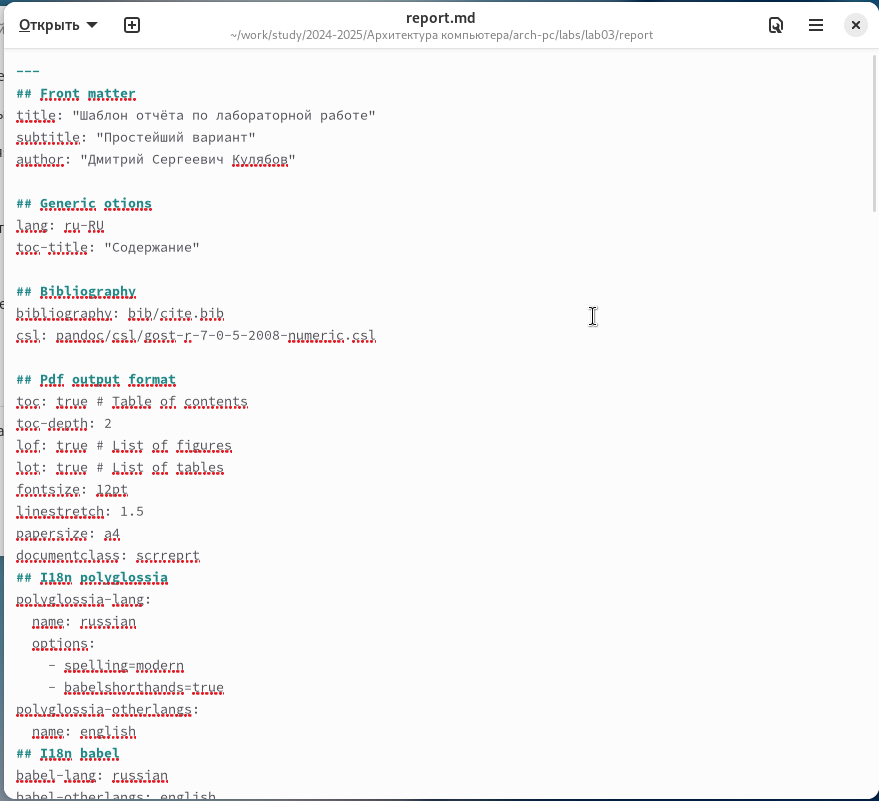 Открыть
report.md
~/work/study/2024-2025/Архитектура компьютера/arch-pc/labs/lab03/report
---
## Front matter
title: "Шаблон отчёта по лабораторной работе"
subtitle: "Простейший вариант"
author: "Дмитрий Сергеевич Кулябов"

## Generic otions
lang: ru-RU
toc-title: "Содержание"

## Bibliography
bibliography: bib/cite.bib
csl: pandoc/csl/gost-r-7-0-5-2008-numeric.csl

## Pdf output format
toc: true # Table of contents
toc-depth: 2
lof: true # List of figures
lot: true # List of tables
fontsize: 12pt
linestretch: 1.5
papersize: a4
documentclass: scrreprt
## I18n polyglossia
polyglossia-lang:
  name: russian
  options:
    - spelling=modern
    - babelshorthands=true
polyglossia-otherlangs:
  name: english
## I18n babel
babel-lang: russian
babel-otherlangs: english